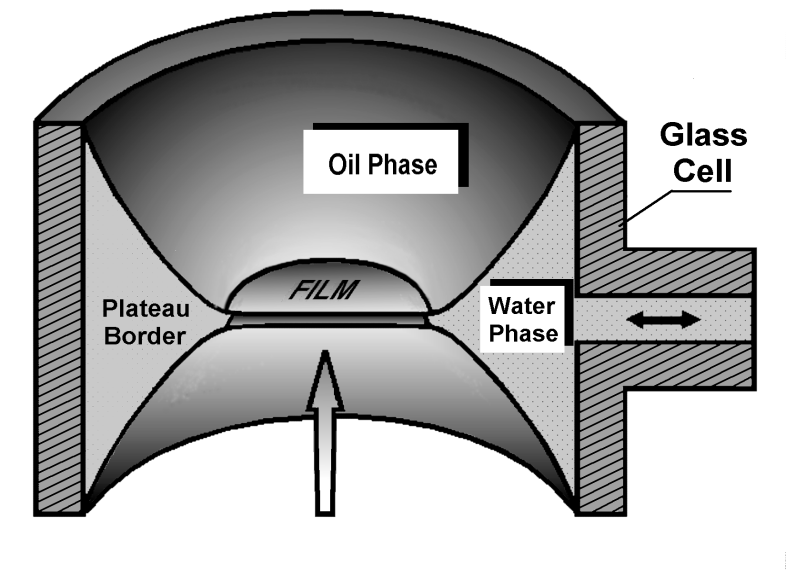 Glass
Cell
Oil Phase
FILM
Plateau
Border
Water
Phase